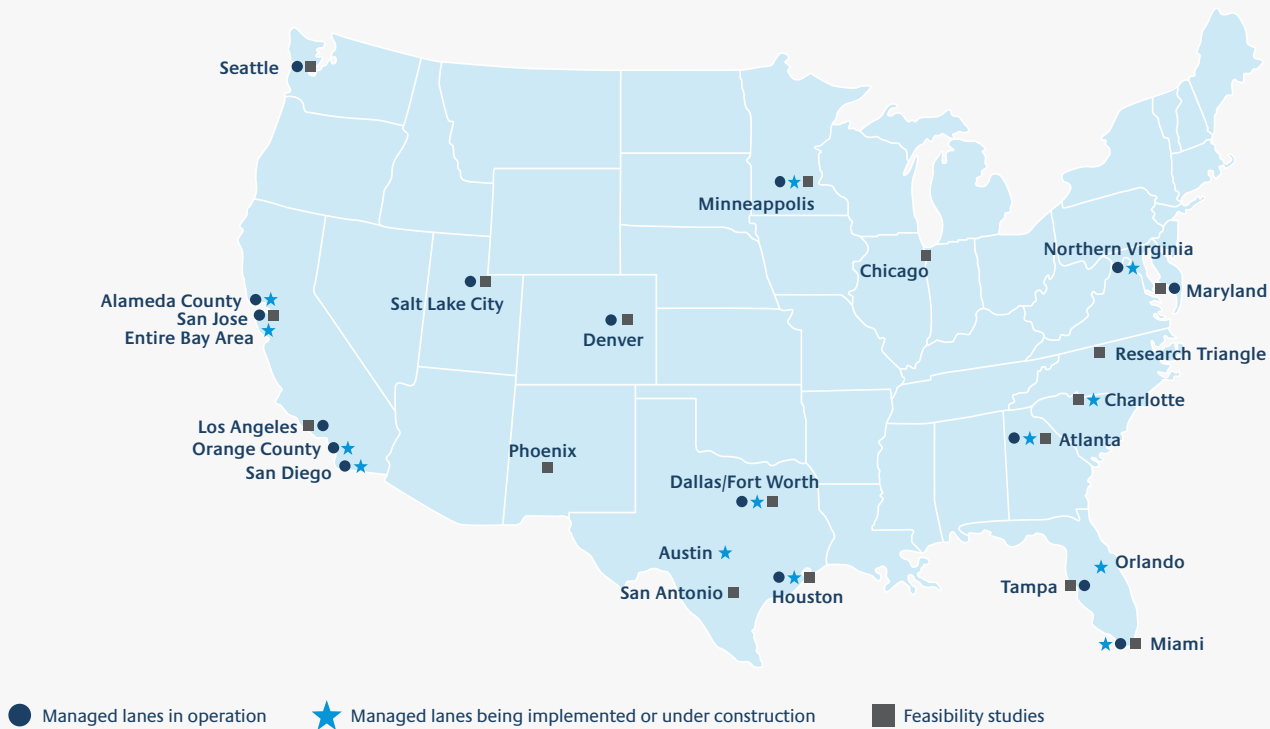 Seattle
Minneappolis
Northern Virginia
Chicago
Maryland
Alameda County
San Jose
Entire Bay Area
Salt Lake City
Denver
Research Triangle
Charlotte
Los Angeles
Orange County
San Diego
Phoenix
Atlanta
Dallas/Fort Worth
Austin
San Antonio
Houston
Orlando
Tampa
Miami
Managed lanes in operation
Managed lanes being implemented or under construction
Feasibility studies